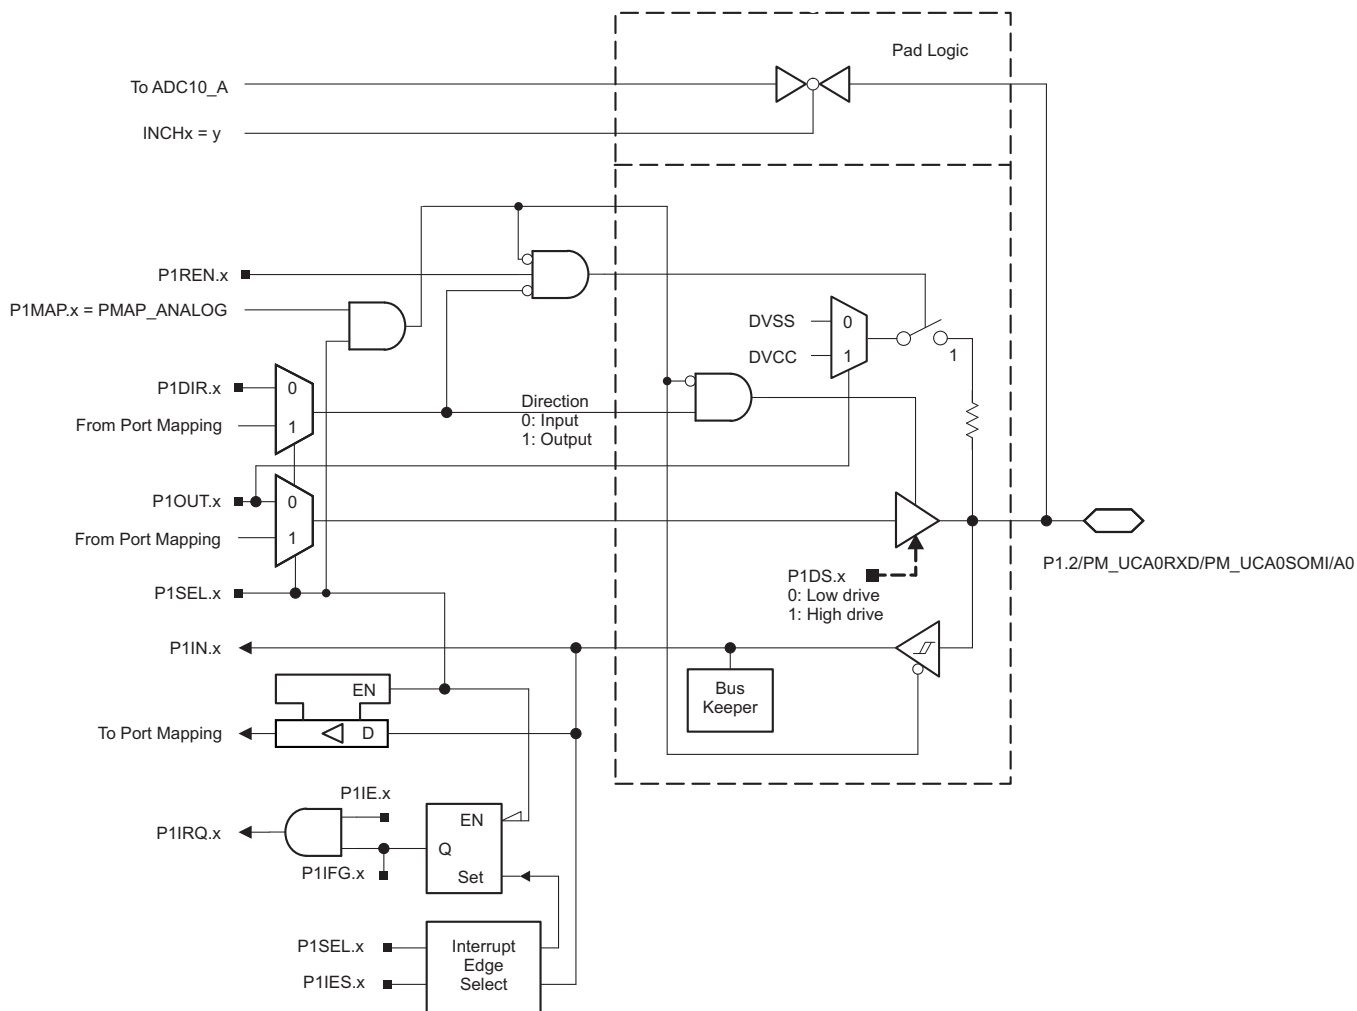 Pad Logic
To ADC10_A
INCHx = y
P1REN.x
P1MAP.x = PMAP_ANALOG
DVSS
0
DVCC
1
1
P1DIR.x
0
From Port Mapping
1
Direction
0: Input
1: Output
P1OUT.x
0
From Port Mapping
1
P1.2/PM_UCA0RXD/PM_UCA0SOMI/A0
P1DS.x
0: Low drive
1: High drive
P1SEL.x
P1IN.x
Bus
Keeper
EN
To Port Mapping
D
P1IE.x
P1IRQ.x
EN
Q
P1IFG.x
Set
P1SEL.x
P1IES.x
Interrupt
Edge
Select